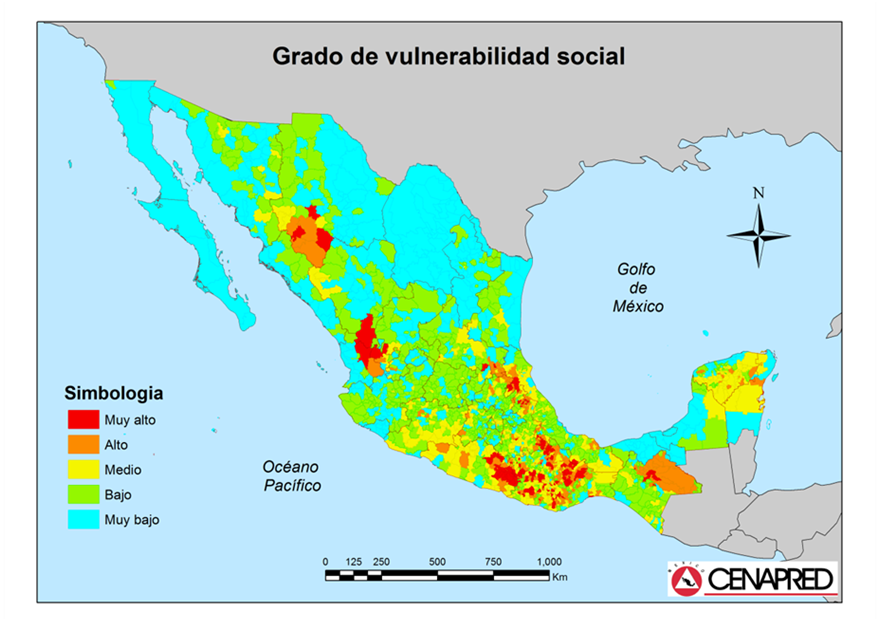 Grado de vulnerabilidad social
N
Golfo
de
México
Simbologia
Muy alto
Alto
Medio
Bajo
Muy bajo
Océano
Pacífico
0 125 250 500 750 1,000
Km
MÉXICO
CENAPRED